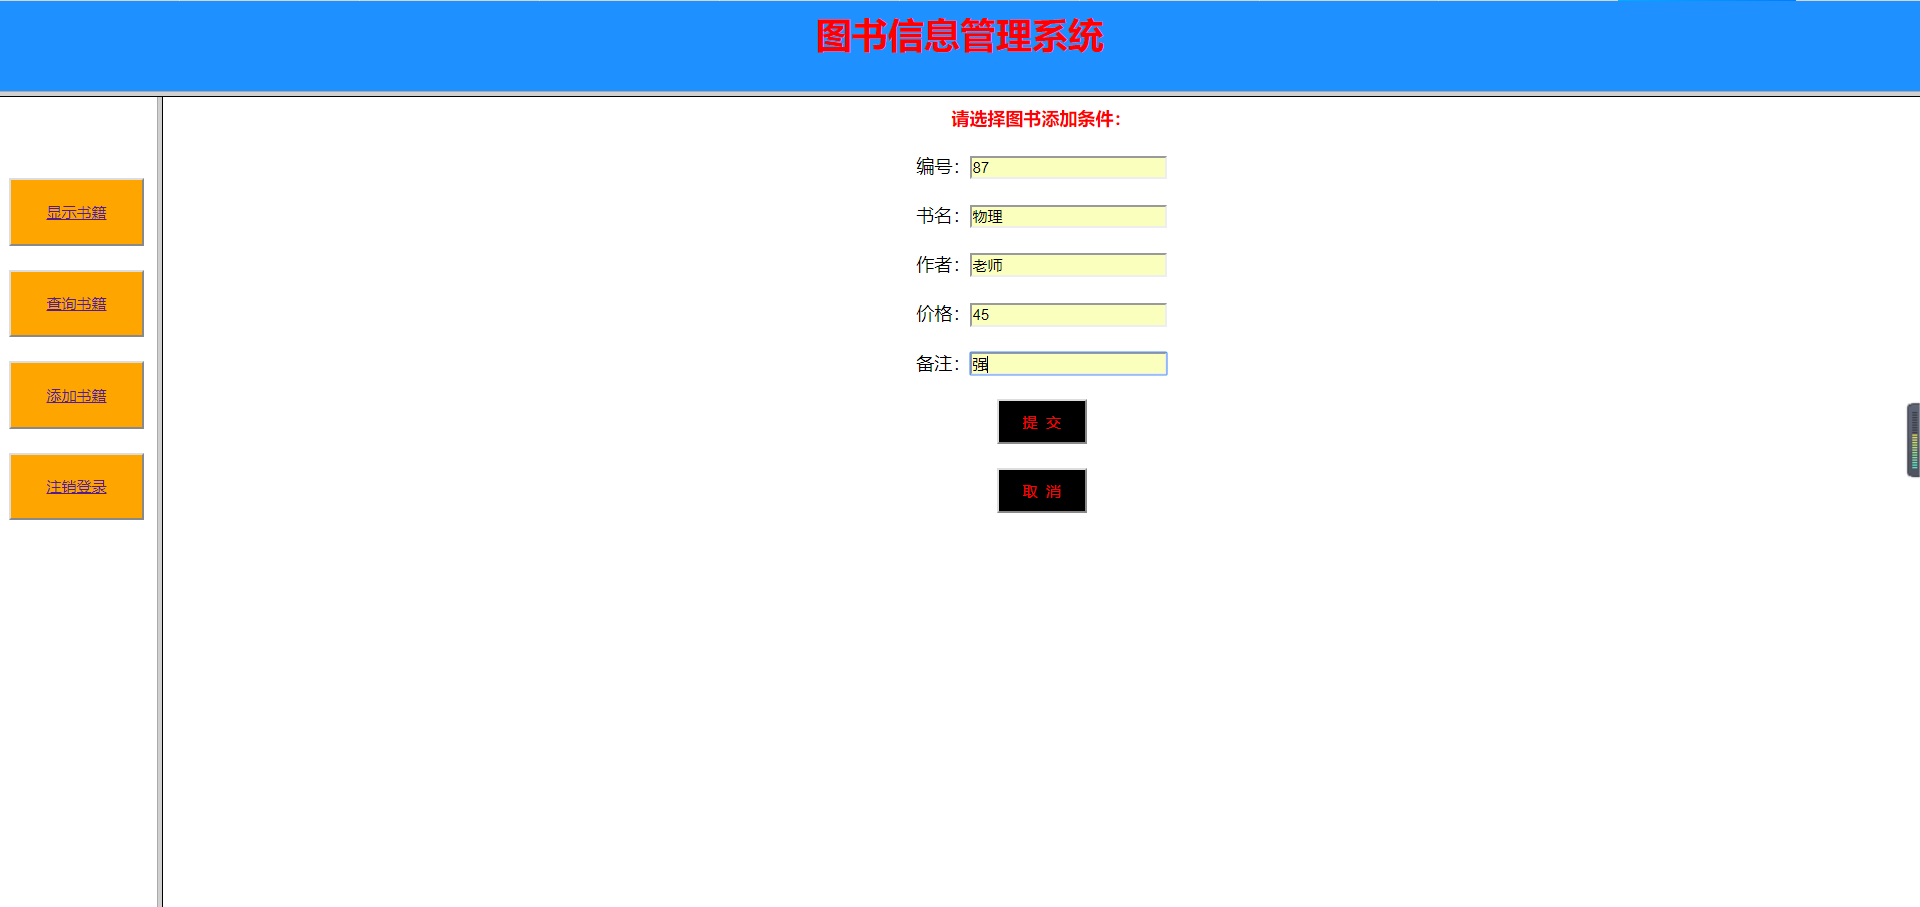 图书信息管理系统
显示书籍
查询书籍
添加书籍
注销登录
请选择图书添加条件：
编号：87
书名：物理
作者：老师
价格：45
备注：强
提 交
取 消